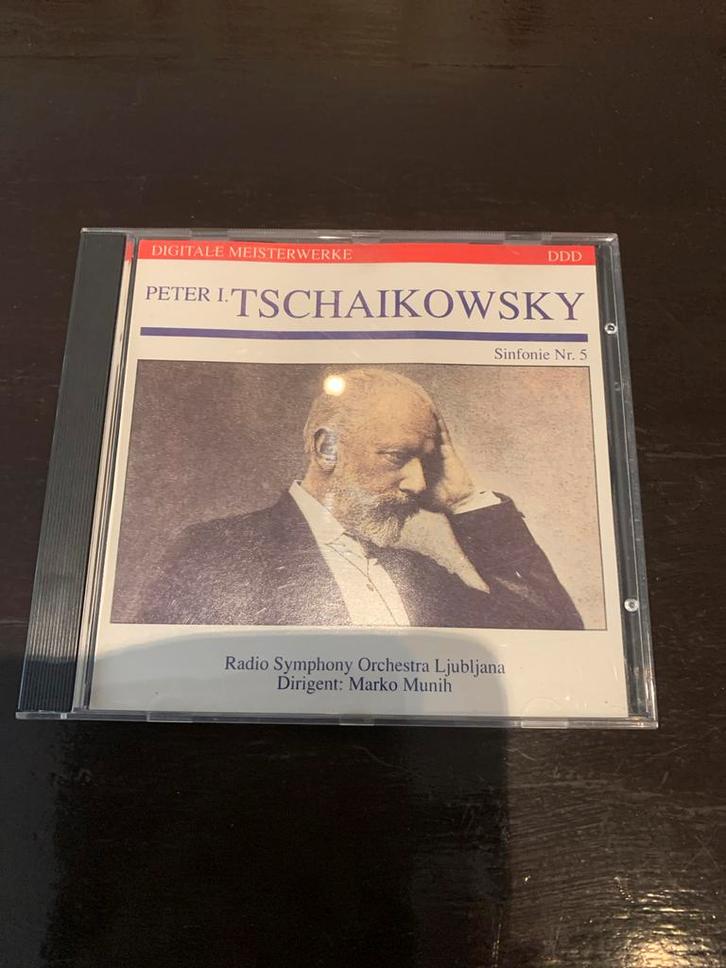 DIGITALE MEISTERWERKE DDD
PETER I. TSCHAIKOWSKY
Sinfonie Nr. 5
Radio Symphony Orchestra Ljubljana
Dirigent: Marko Munih